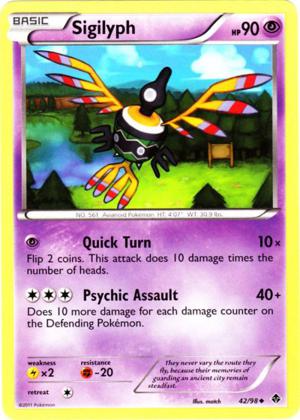 BASIC
Sigilyph
HP 90
NO. 561 Avianoid Pokémon HT: 4'07" WT: 30.9 lbs.
Quick Turn 10×
Flip 2 coins. This attack does 10 damage times
the number of heads.
Psychic Assault 40+
Does 10 more damage for each damage counter
on the Defending Pokémon.
weakness
×2
resistance
-20
retreat
They never vary the route they
fly, because their memories of
guarding an ancient city remain
steadfast.
Illus. match
42/98
©2011 Pokémon